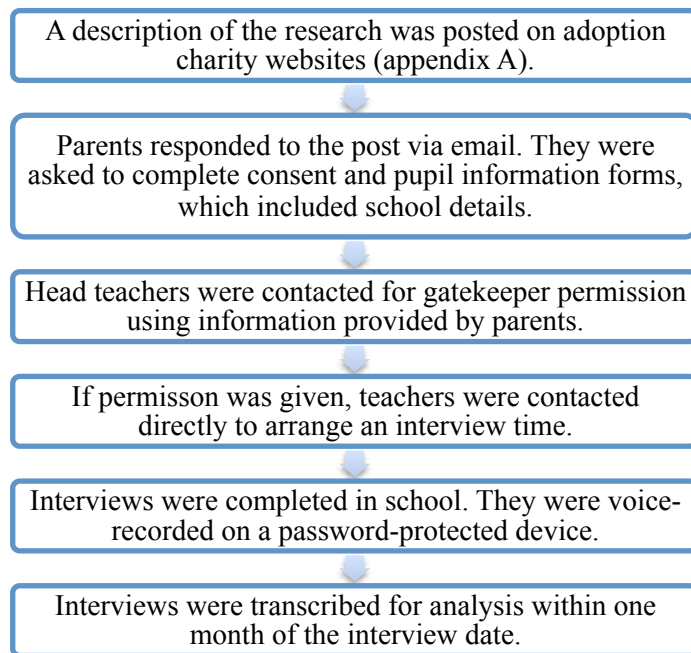 A description of the research was posted on adoption
charity websites (appendix A).
Parents responded to the post via email. They were
asked to complete consent and pupil information forms,
which included school details.
Head teachers were contacted for gatekeeper permission
using information provided by parents.
If permisson was given, teachers were contacted
directly to arrange an interview time.
Interviews were completed in school. They were voice-
recorded on a password-protected device.
Interviews were transcribed for analysis within one
month of the interview date.